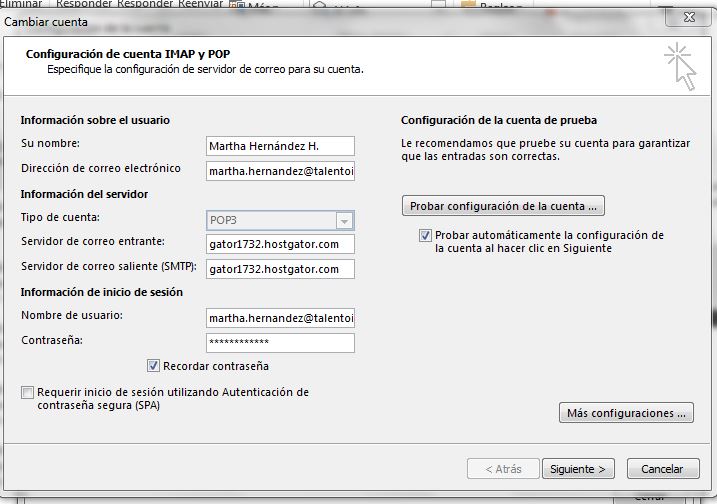 Eliminar Responder Responder Reenviar
Cambiar cuenta
Configuración de cuenta IMAP y POP
Especifique la configuración de servidor de correo para su cuenta.
Información sobre el usuario
Su nombre: Martha Hernández H.
Dirección de correo electrónico martha.hernandez@talentoi
Información del servidor
Tipo de cuenta: POP3
Servidor de correo entrante: gator1732.hostgator.com
Servidor de correo saliente (SMTP): gator1732.hostgator.com
Información de inicio de sesión
Nombre de usuario: martha.hernandez@talentoi
Contraseña: ************
Recordar contraseña
Requerir inicio de sesión utilizando Autenticación de
contraseña segura (SPA)
Configuración de la cuenta de prueba
Le recomendamos que pruebe su cuenta para garantizar
que las entradas son correctas.
Probar configuración de la cuenta ...
Probar automáticamente la configuración de
la cuenta al hacer clic en Siguiente
Más configuraciones ...
< Atrás Siguiente > Cancelar
Cerrar